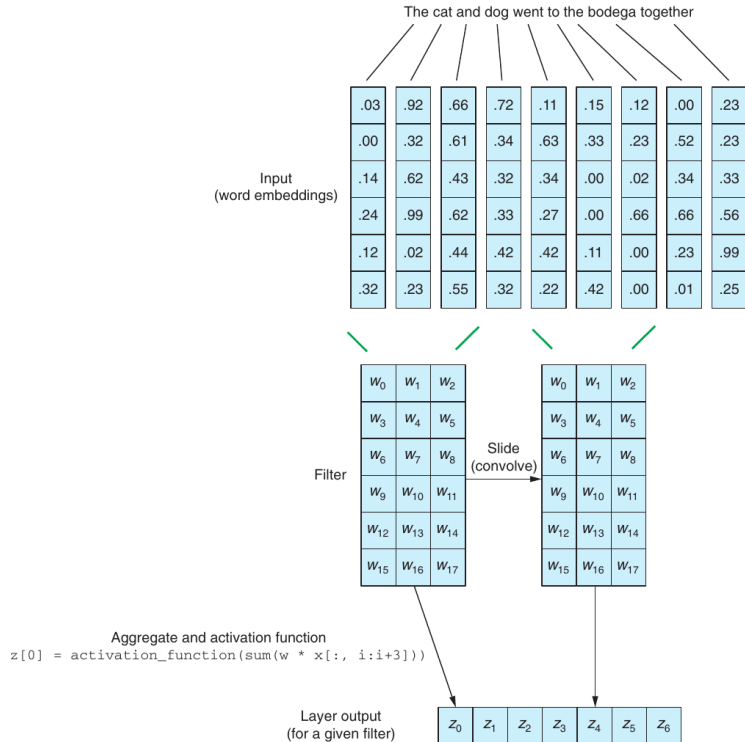 The cat and dog went to the bodega together
.03 .92 .66 .72 .11 .15 .12 .00 .23
.00 .32 .61 .34 .63 .33 .23 .52 .23
Input
(word embeddings)
.14 .62 .43 .32 .34 .00 .02 .34 .33
.24 .99 .62 .33 .27 .00 .66 .66 .56
.12 .02 .44 .42 .42 .11 .00 .23 .99
.32 .23 .55 .32 .22 .42 .00 .01 .25
w0 w1 w2 w0 w1 w2
w3 w4 w5 w3 w4 w5
Filter
w6 w7 w8 w6 w7 w8
Slide
(convolve)
w9 w10 w11 w9 w10 w11
w12 w13 w14 w12 w13 w14
w15 w16 w17 w15 w16 w17
Aggregate and activation function
z[0] = activation_function(sum(w * x[:, i:i+3]))
Layer output
(for a given filter)
z0 z1 z2 z3 z4 z5 z6